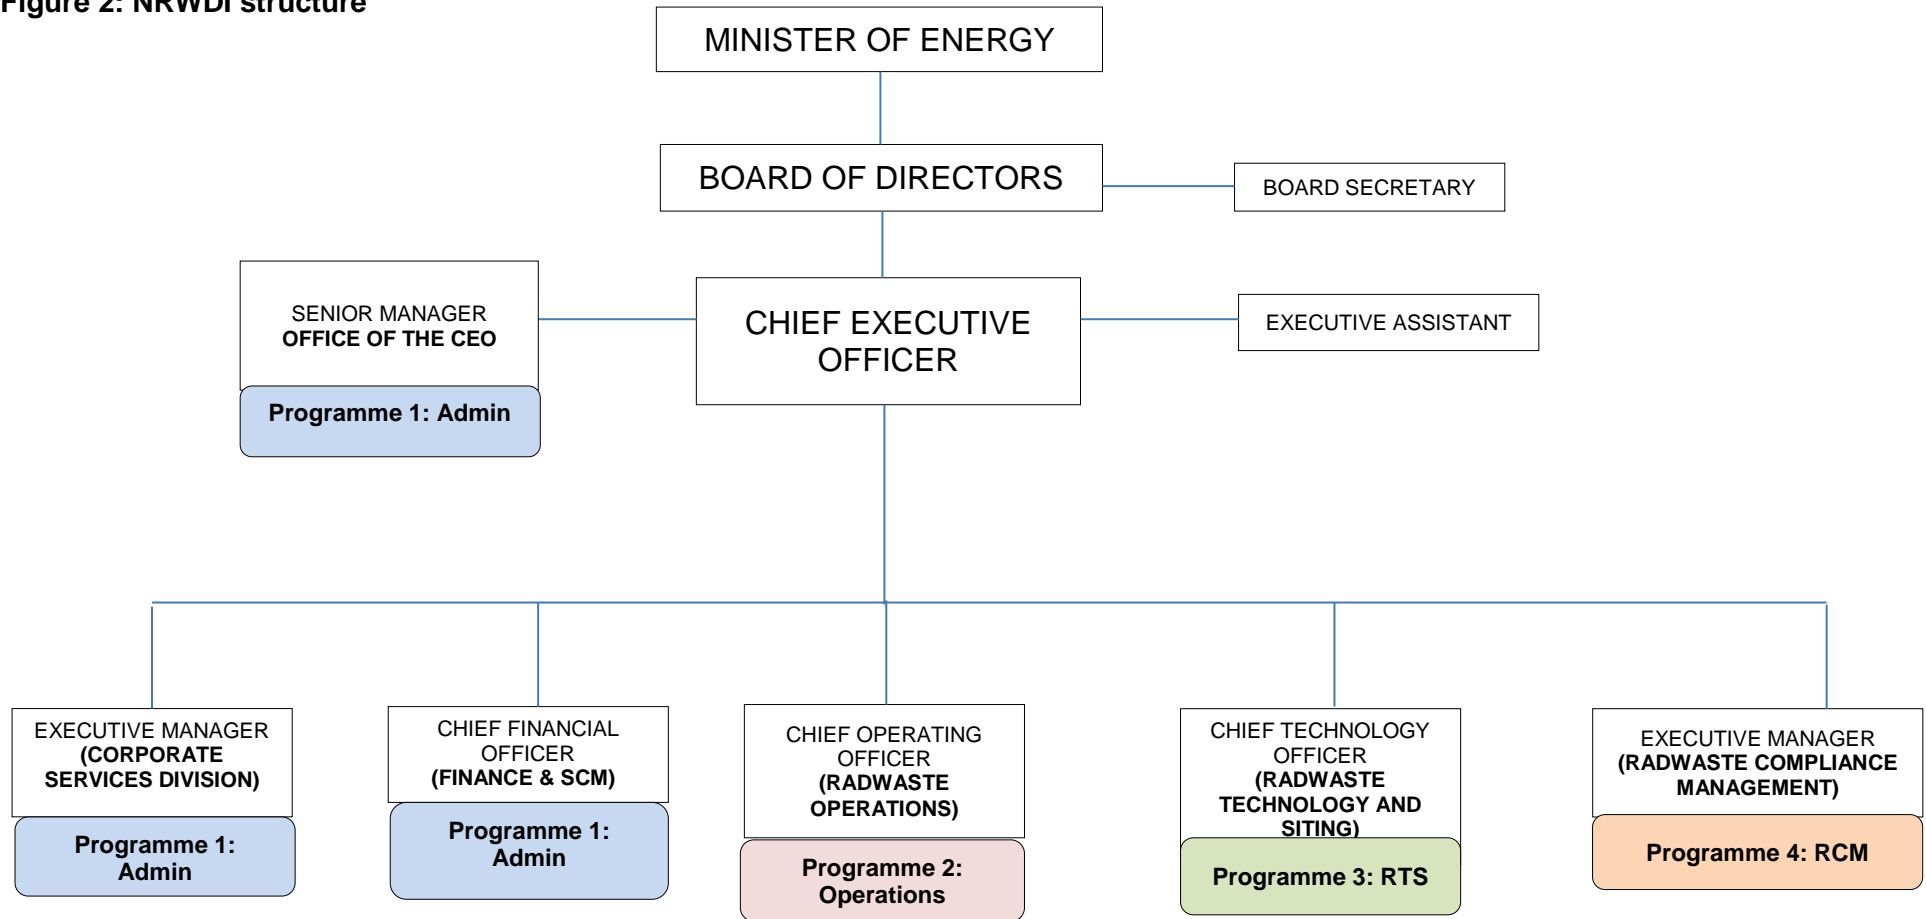 Figure 2: NRWDI structure
MINISTER OF ENERGY
BOARD OF DIRECTORS
BOARD SECRETARY
SENIOR MANAGER
OFFICE OF THE CEO
Programme 1: Admin
CHIEF EXECUTIVE
OFFICER
EXECUTIVE ASSISTANT
EXECUTIVE MANAGER
(CORPORATE
SERVICES DIVISION)
Programme 1:
Admin
CHIEF FINANCIAL
OFFICER
(FINANCE & SCM)
Programme 1:
Admin
CHIEF OPERATING
OFFICER
(RADWASTE
OPERATIONS)
Programme 2:
Operations
CHIEF TECHNOLOGY
OFFICER
(RADWASTE
TECHNOLOGY AND
SITING)
Programme 3: RTS
EXECUTIVE MANAGER
(RADWASTE COMPLIANCE
MANAGEMENT)
Programme 4: RCM